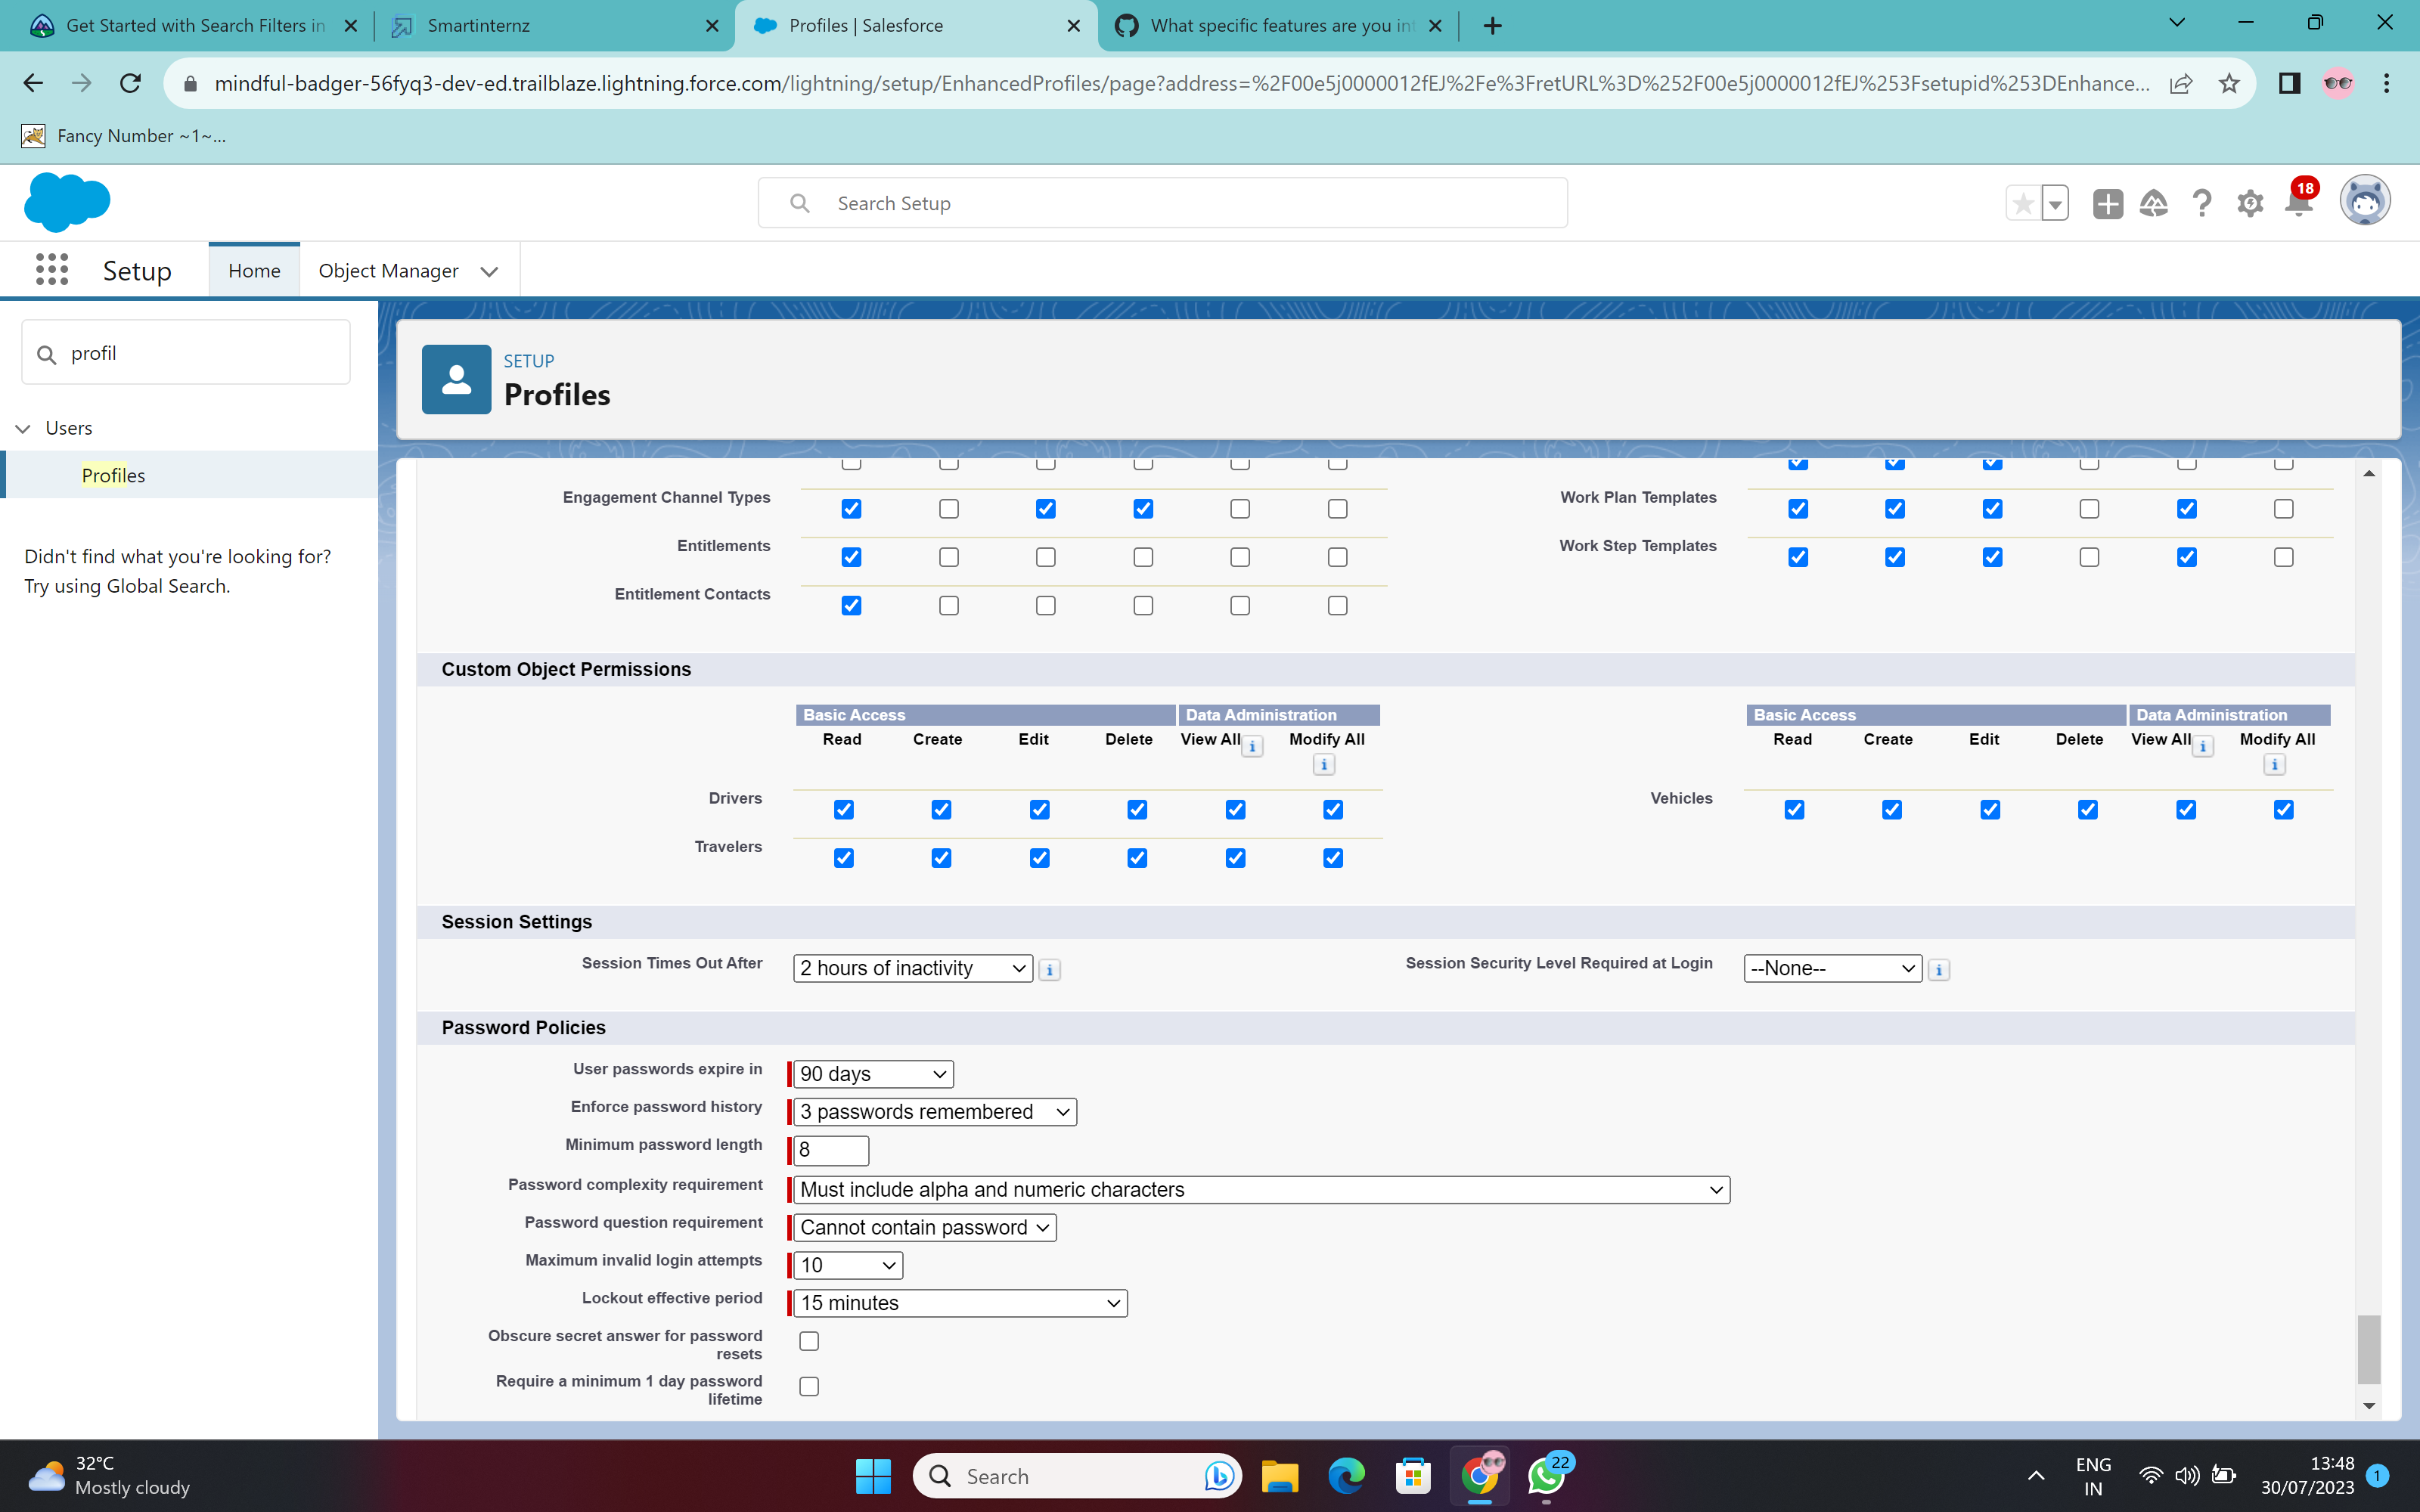 Get Started with Search Filters in
Smartinternz
Profiles | Salesforce
What specific features are you int
mindful-badger-56fyq3-dev-ed.trailblaze.lightning.force.com/lightning/setup/EnhancedProfiles/page?address=%2F00e5j0000012fEJ%2Fe%3FretURL%3D%252F00e5j0000012fEJ%253Fsetupid%253DEnhance...
Fancy Number ~1~...
Search Setup
18
Setup
Home
Object Manager
profil
Users
Profiles
Didn't find what you're looking for?
Try using Global Search.
SETUP
Profiles
Engagement Channel Types
Work Plan Templates
Entitlements
Work Step Templates
Entitlement Contacts
Custom Object Permissions
Basic Access Data Administration
Basic Access Data Administration
Read Create Edit Delete View All Modify All
Read Create Edit Delete View All Modify All
Drivers
Vehicles
Travelers
Session Settings
Session Times Out After 2 hours of inactivity
Session Security Level Required at Login --None--
Password Policies
User passwords expire in 90 days
Enforce password history 3 passwords remembered
Minimum password length 8
Password complexity requirement Must include alpha and numeric characters
Password question requirement Cannot contain password
Maximum invalid login attempts 10
Lockout effective period 15 minutes
Obscure secret answer for password
resets
Require a minimum 1 day password
lifetime
32°C
Mostly cloudy
Search
22
ENG
IN
13:48
30/07/2023
1